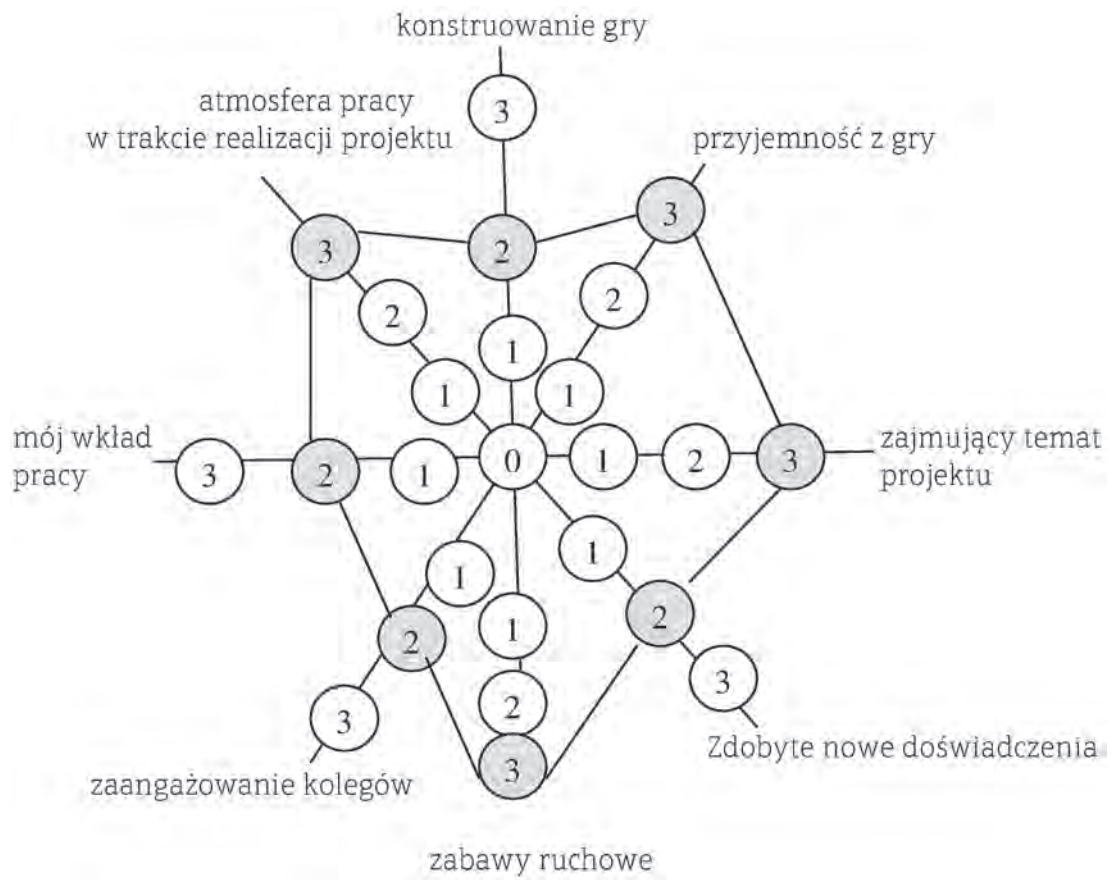 konstruowanie gry
3
atmosfera pracy
w trakcie realizacji projektu
przyjemność z gry
3
3
2
2
2
1
1
1
mój wkład
pracy
3
2
1
0
1
2
3
zajmujący temat
projektu
1
1
1
2
2
3
3
2
3
zaangażowanie kolegów
Zdobyte nowe doświadczenia
zabawy ruchowe